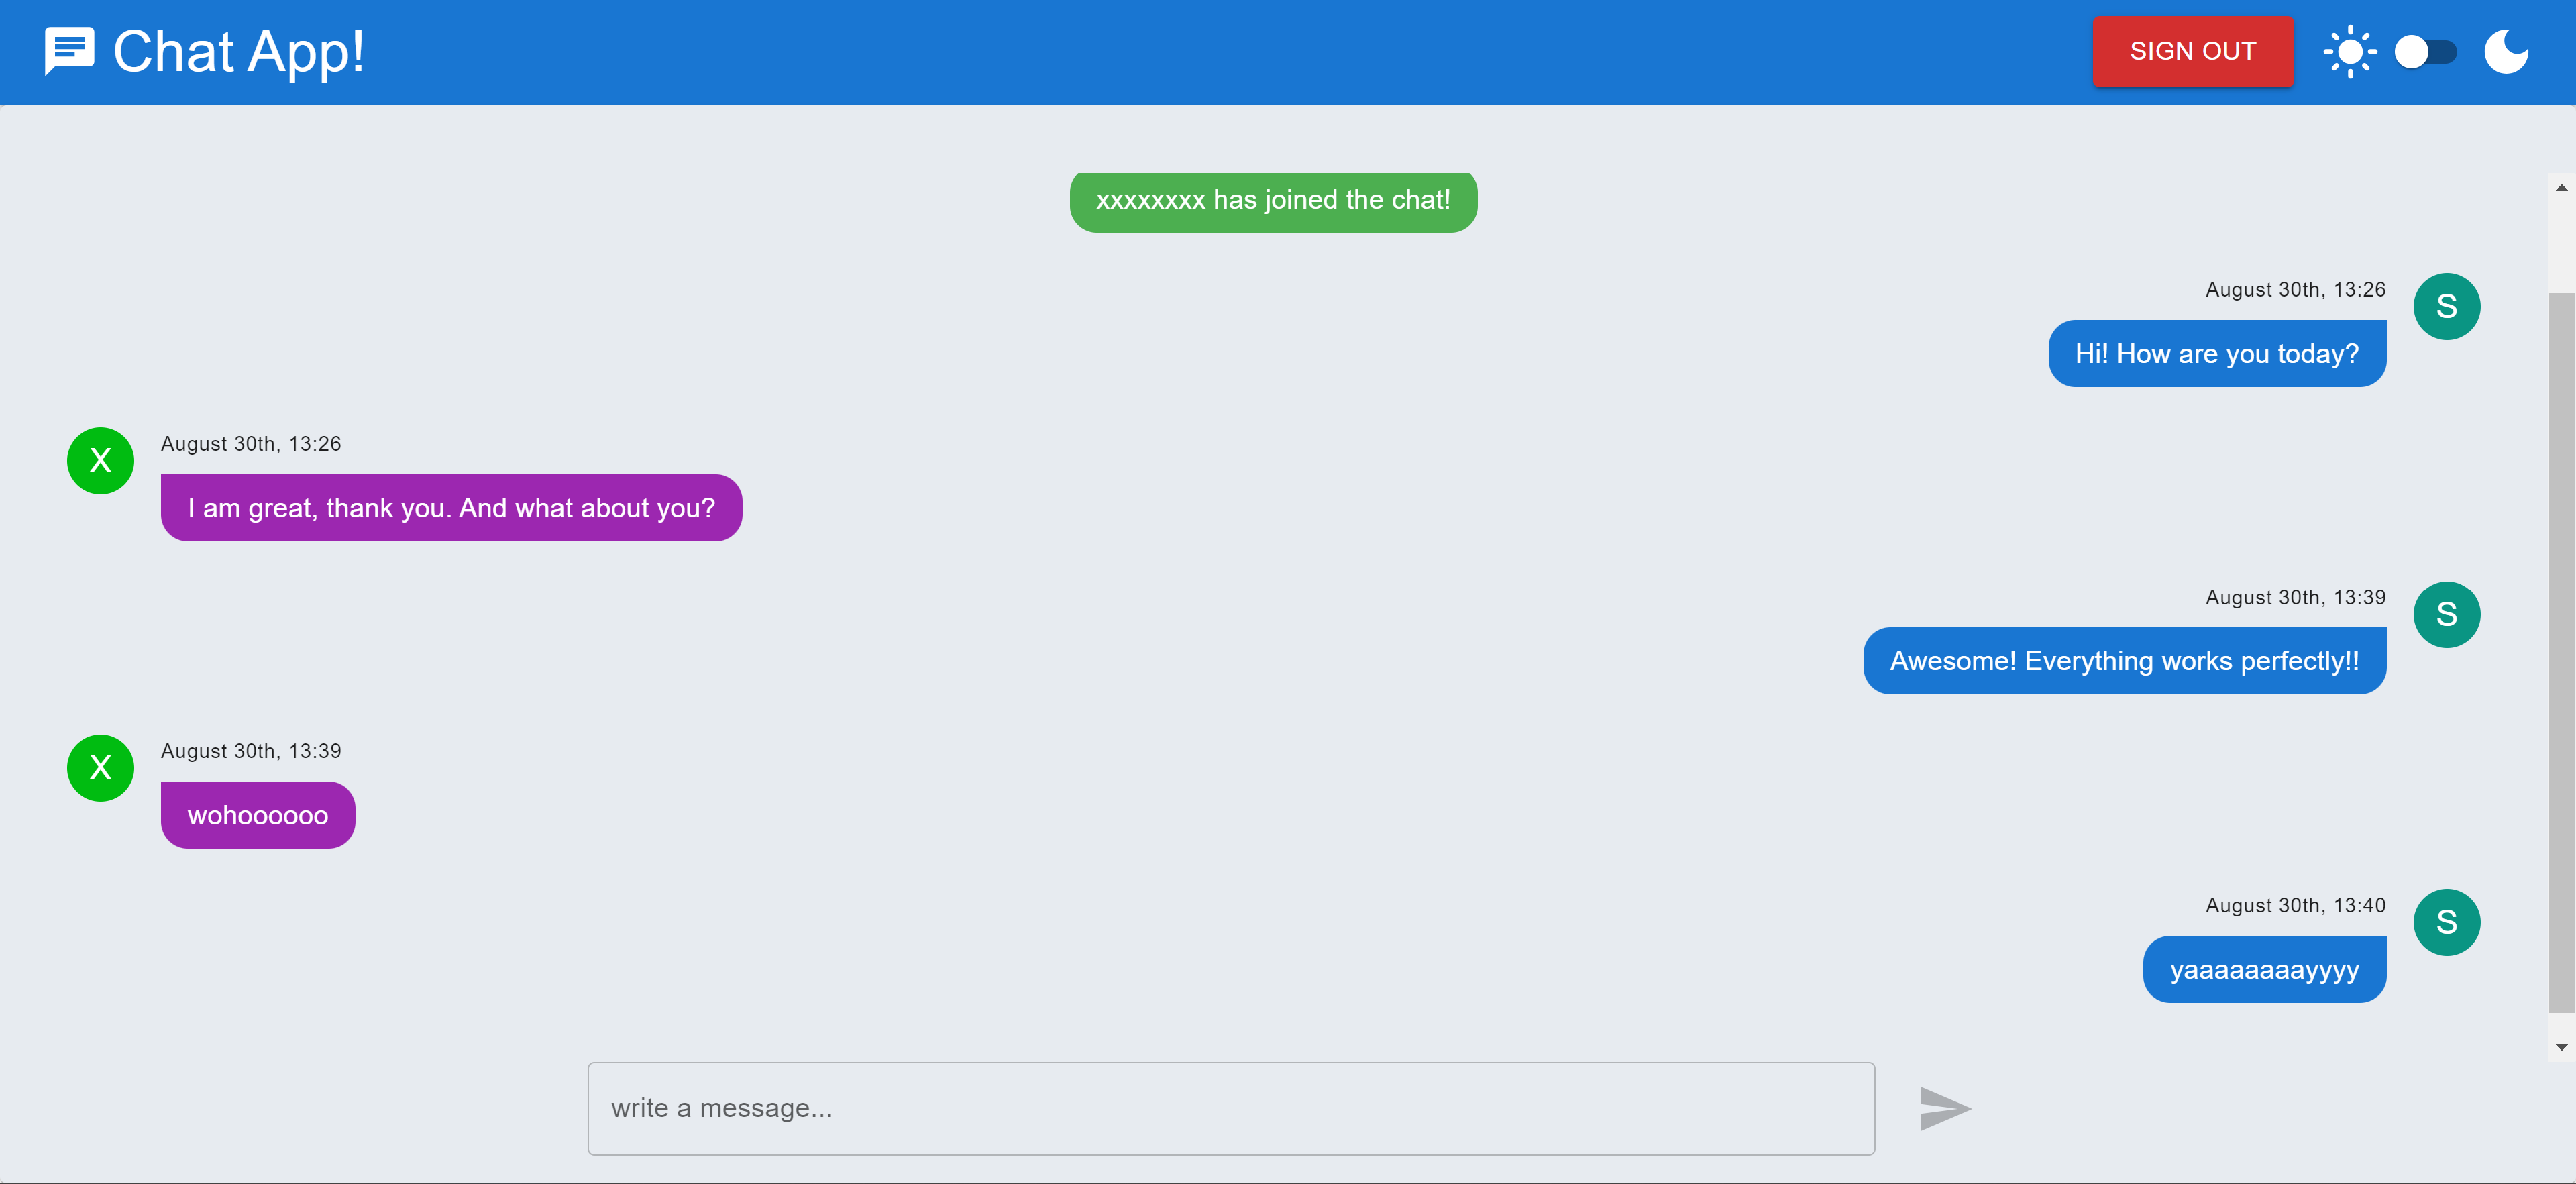 Chat App!
SIGN OUT
xxxxxxxx has joined the chat!
August 30th, 13:26
S
Hi! How are you today?
X
August 30th, 13:26
I am great, thank you. And what about you?
August 30th, 13:39
S
Awesome! Everything works perfectly!!
X
August 30th, 13:39
wohoooooo
August 30th, 13:40
S
yaaaaaaaayyyy
write a message...